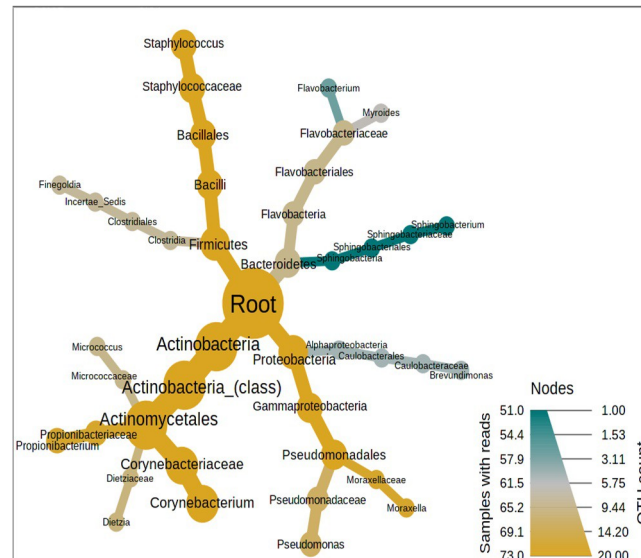 Staphylococcus
Staphylococcaceae
Flavobacterium
Myroides
Bacillales
Flavobacteriaceae
Flavobacteriales
Finegoldia
Bacilli
Incertae_Sedis
Clostridiales
Flavobacteria
Sphingobacterium
Sphingobacteriaceae
Clostridia
Firmicutes
Sphingobacteriales
Sphingobacteria
Bacteroidetes
Root
Actinobacteria
Alphaproteobacteria
Micrococcus
Proteobacteria
Caulobacterales
Caulobacteraceae
Micrococcaceae
Brevundimonas
Actinobacteria_(class)
Nodes
Gammaproteobacteria
Actinomycetales
Propionibacteriaceae
Propionibacterium
Pseudomonadales
Corynebacteriaceae
Dietziaceae
Moraxellaceae
Corynebacterium
Pseudomonadaceae
Moraxella
Dietzia
Pseudomonas
Samples with reads
51.0 1.00
54.4 1.53
57.9 3.11
61.5 5.75
65.2 9.44
69.1 14.20
73.0 20.00
OTU count